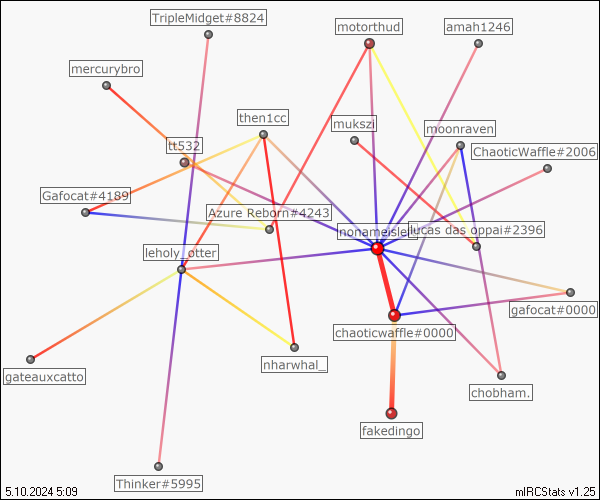 TripleMidget#8824
motorthud
amah1246
mercurybro
then1cc
mukszi
moonraven
tt532
ChaoticWaffle#2006
Gafocat#4189
Azure Reborn#4243
nonameisleft
lucas das oppai#2396
leholy_otter
gafocat#0000
chaoticwaffle#0000
nharwhal_
gateauxcatto
chobham.
fakedingo
Thinker#5995
5.10.2024 5:09
mIRCStats v1.25